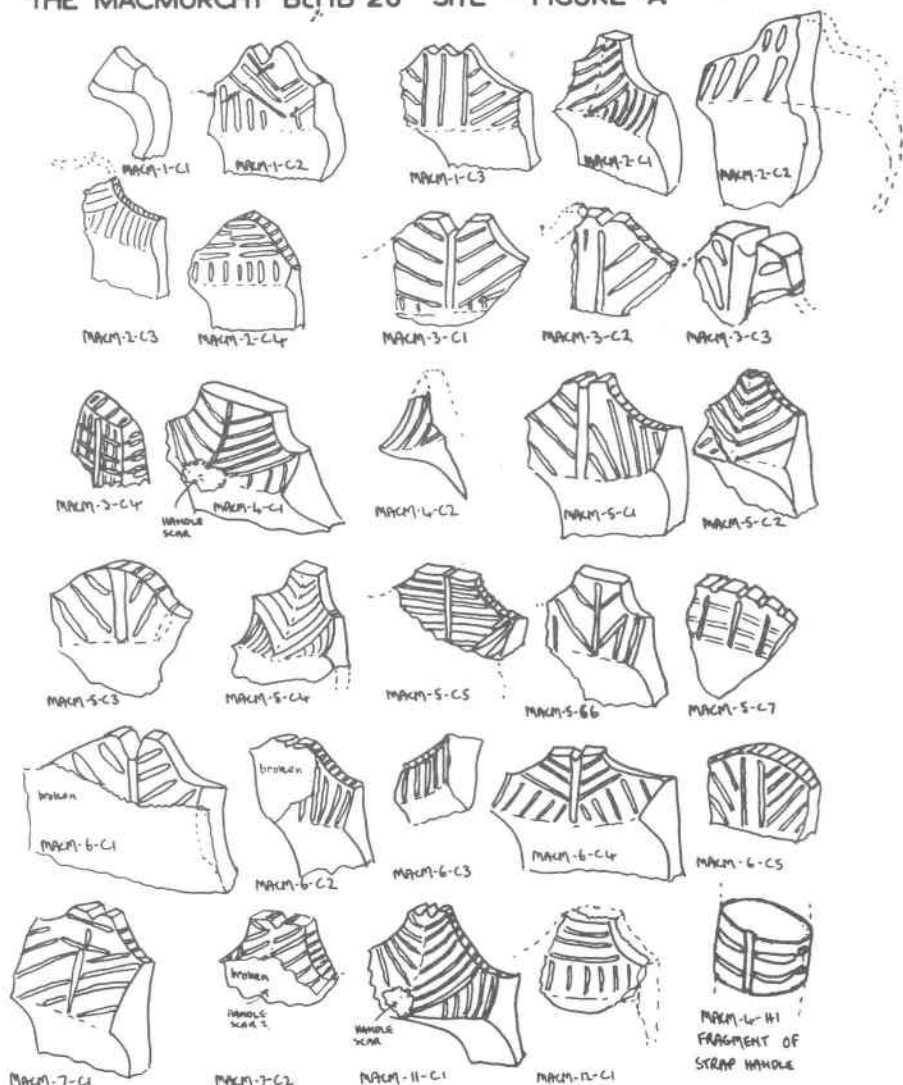 THE MACMURCHY BcHb 26 SITE FIGURE A
MACM-1-C1
MACM-1-C2
MACM-1-C3
MACM-2-C1
MACM-2-C2
MACM-2-C3
MACM-2-C4
MACM-3-C1
MACM-3-C2
MACM-3-C3
MACM-3-C4
HANDLE
SCAR
MACM-4-C1
MACM-4-C2
MACM-5-C1
MACM-5-C2
MACM-5-C3
MACM-5-C4
MACM-5-C5
MACM-5-66
MACM-5-C7
broken
MACM-6-C1
broken
MACM-6-C2
MACM-6-C3
MACM-6-C4
MACM-6-C5
MACM-7-C1
broken
HANDLE
SCAR ?
MACM-7-C2
HANDLE
SCAR
MACM-11-C1
MACM-12-C1
MACM-4-H1
FRAGMENT OF
STRAP HANDLE